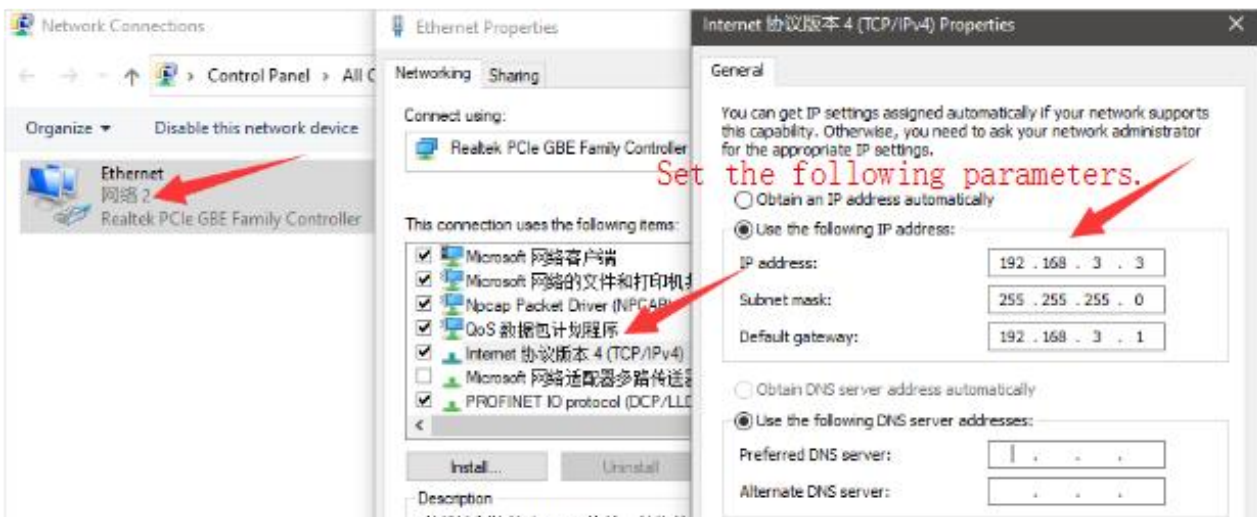 Network Connections
Control Panel › All C
Organize
Disable this network device
Ethernet
网络 2
Realtek PCIe GBE Family Controller
Ethernet Properties
Networking
Sharing
Connect using:
Realtek PCIe GBE Family Controller
This connection uses the following items:
Microsoft 网络客户端
Microsoft 网络的文件和打印机
Npcap Packet Driver (NPCAP)
QoS 数据包计划程序
Internet 协议版本 4 (TCP/IPv4)
Microsoft 网络适配器多路传送
PROFINET IO protocol (DCP/LLD
Install...
Uninstall
Description
Internet 协议版本 4 (TCP/IPv4) Properties
General
You can get IP settings assigned automatically if your network supports
this capability. Otherwise, you need to ask your network administrator
for the appropriate IP settings.
Set the following parameters.
Obtain an IP address automatically
Use the following IP address:
IP address:
192 . 168 . 3 . 3
Subnet mask:
255 . 255 . 255 . 0
Default gateway:
192 . 168 . 3 . 1
Obtain DNS server address automatically
Use the following DNS server addresses:
Preferred DNS server:
Alternate DNS server: